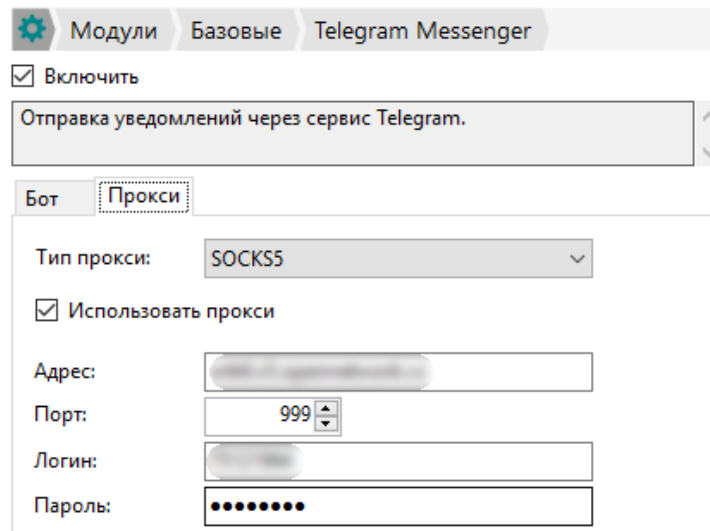 Модули Базовые Telegram Messenger
Включить
Отправка уведомлений через сервис Telegram.
Бот Прокси
Тип прокси: SOCKS5
Использовать прокси
Адрес:
Порт: 999
Логин:
Пароль: ●●●●●●●●